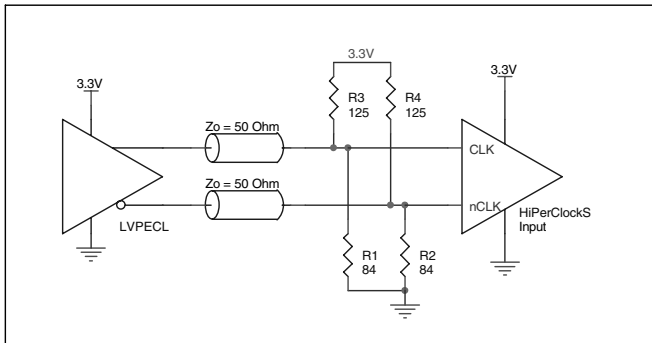 3.3V
3.3V
3.3V
R3
125
R4
125
Zo = 50 Ohm
CLK
Zo = 50 Ohm
nCLK
HiPerClockS
Input
LVPECL
R1
84
R2
84